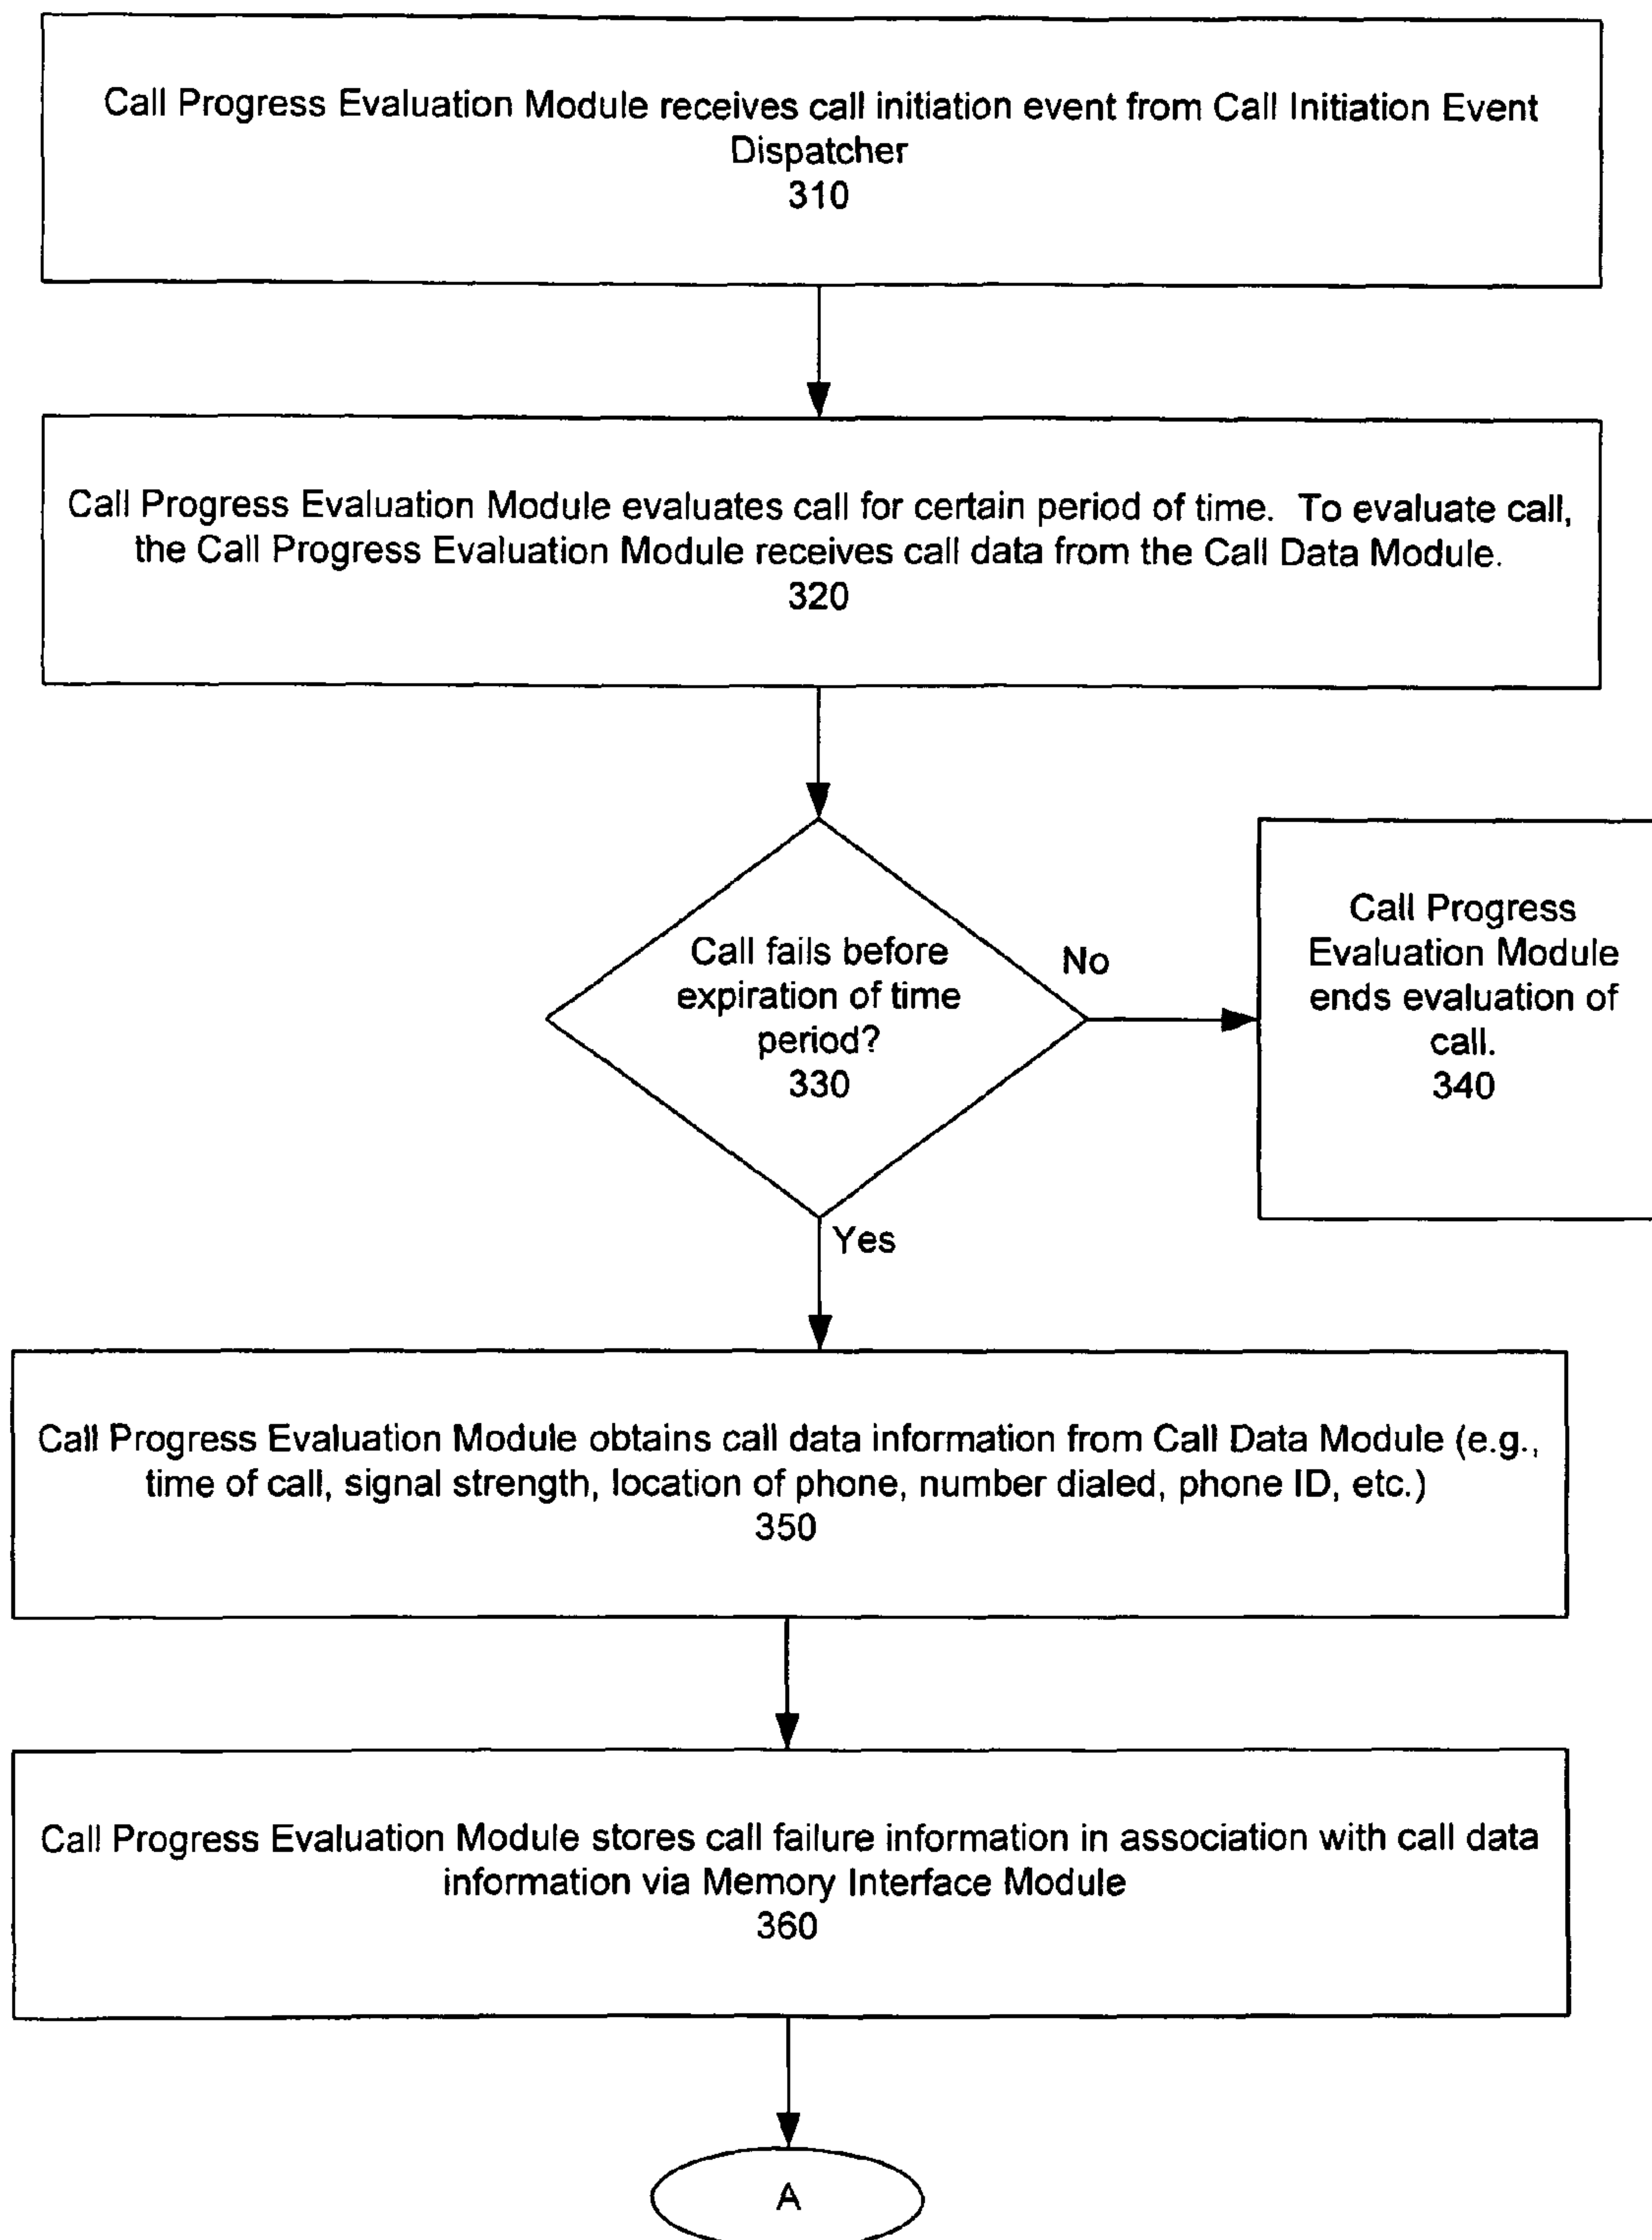 Call Progress Evaluation Module receives call initiation event from Call Initiation Event
Dispatcher
310
Call Progress Evaluation Module evaluates call for certain period of time.  To evaluate call,
the Call Progress Evaluation Module receives call data from the Call Data Module.
320
Call fails before
expiration of time
period?
330
No
Call Progress
Evaluation Module
ends evaluation of
call.
340
Yes
Call Progress Evaluation Module obtains call data information from Call Data Module (e.g.,
time of call, signal strength, location of phone, number dialed, phone ID, etc.)
350
Call Progress Evaluation Module stores call failure information in association with call data
information via Memory Interface Module
360
A